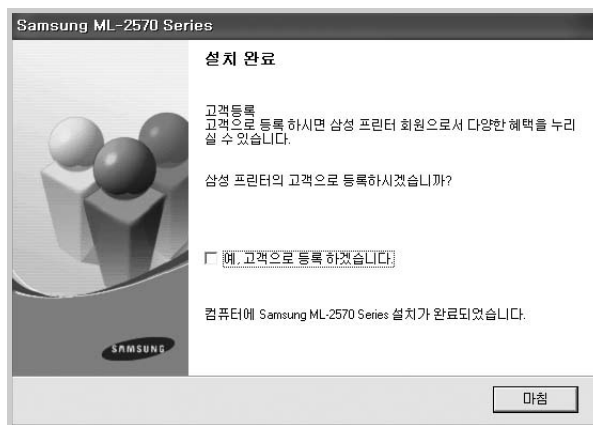 Samsung ML-2570 Series
설치 완료
고객등록
고객으로 등록 하시면 삼성 프린터 회원으로서 다양한 혜택을 누리
실 수 있습니다.
삼성 프린터의 고객으로 등록하시겠습니까?
예, 고객으로 등록 하겠습니다.
컴퓨터에 Samsung ML-2570 Series 설치가 완료되었습니다.
SAMSUNG
마침